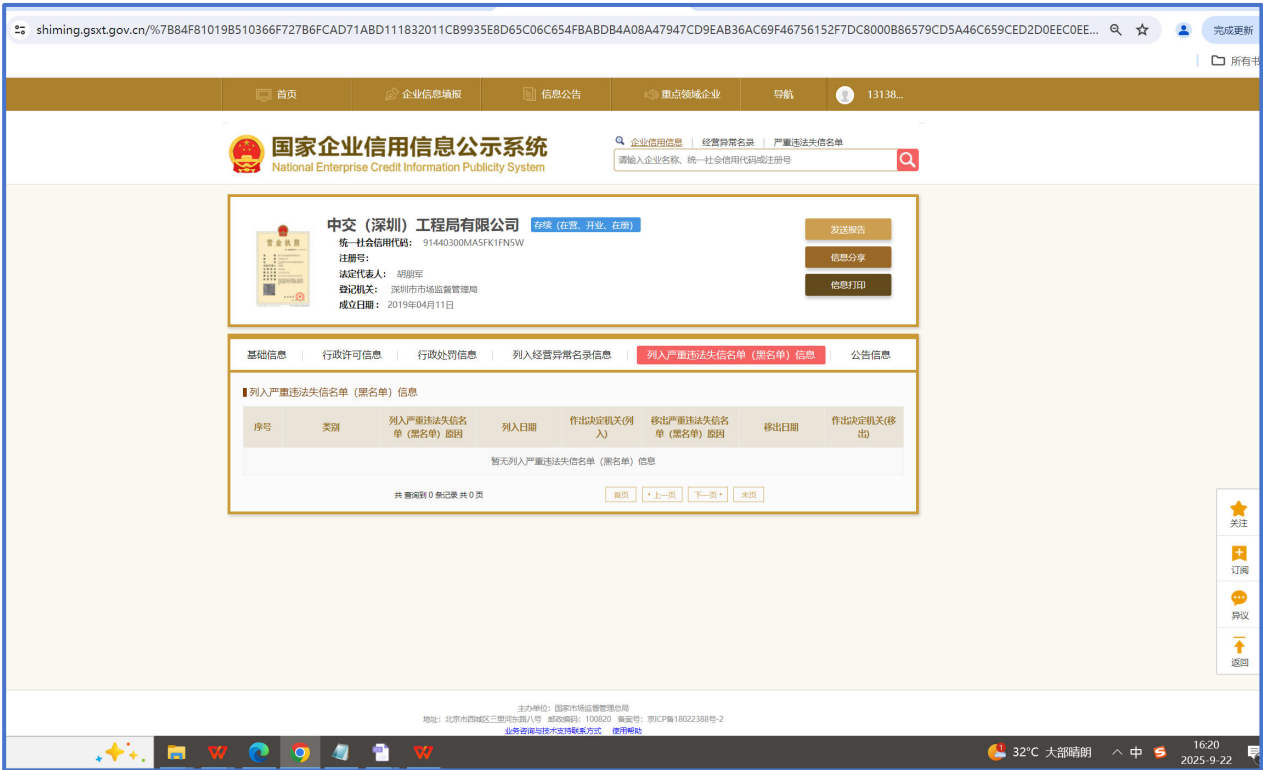 shiming.gsxt.gov.cn/%7B84F81019B510366F727B6FCAD71ABD111832011CB9935E8D5C5C06C254FBABDB4A08A47947CD9EAB36AC69F46756152F7DC8000B86579CD5A46C659CED2D0EEC0EE... 完成更新
所有书
首页 企业信息填报 信息公告 重点领域企业 导航 13138...
国家企业信用信息公示系统
National Enterprise Credit Information Publicity System
企业信用信息 | 经营异常名录 | 严重违法失信名单
请输入企业名称、统一社会信用代码或注册号
中交（深圳）工程局有限公司 存续（在营、开业、在册）
统一社会信用代码： 91440300MA5FK1FN5W
注册号：
法定代表人： 胡朋军
登记机关： 深圳市市场监督管理局
成立日期： 2019年04月11日
营业执照
发送报告
信息分享
信息打印
基础信息 | 行政许可信息 | 行政处罚信息 | 列入经营异常名录信息 | 列入严重违法失信名单（黑名单）信息 公告信息
列入严重违法失信名单（黑名单）信息
序号 类别 列入严重违法失信名单（黑名单）原因 列入日期 作出决定机关(列入) 移出严重违法失信名单（黑名单）原因 移出日期 作出决定机关(移出)
暂无列入严重违法失信名单（黑名单）信息
共 查询到 0 条记录 共 0 页 首页 上一页 下一页 末页
关注
订阅
异议
返回
主办单位：国家市场监督管理总局
地址：北京市西城区三里河东路八号 邮政编码：100820 备案号：京ICP备18022388号-2
业务咨询与技术支持联系方式 使用帮助
1 32°C 大部晴朗 中 16:20
2025-9-22